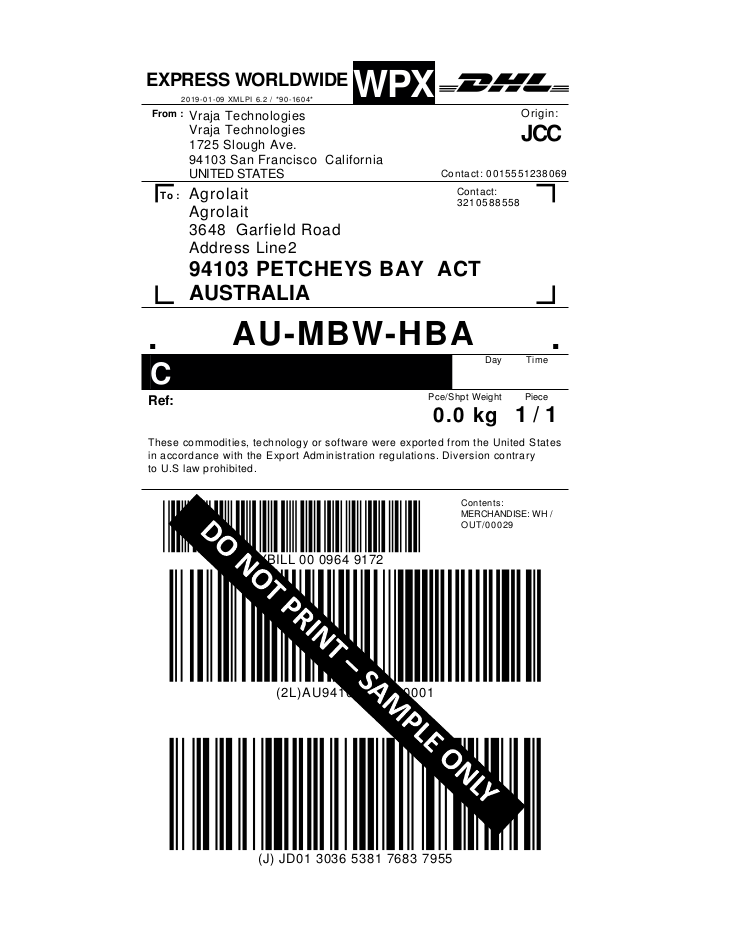 EXPRESS WORLDWIDE WPX DHL
2019-01-09 XMLPI 6.2 / *90-1604*
From : Vraja Technologies Origin:
Vraja Technologies JCC
1725 Slough Ave.
94103 San Francisco  California
UNITED STATES Contact: 0015551238069
To : Agrolait Contact:
3210588558
Agrolait
3648  Garfield Road
Address Line2
94103 PETCHEYS BAY  ACT
AUSTRALIA
. AU-MBW-HBA .
C Day Time
Ref: Pce/Shpt Weight Piece
0.0 kg 1 / 1
These commodities, technology or software were exported from the United States
in accordance with the Export Administration regulations. Diversion contrary
to U.S law prohibited.
Contents:
MERCHANDISE: WH /
OUT/00029
BILL 00 0964 9172
DO NOT PRINT – SAMPLE ONLY
(2L)AU941 0001
(J) JD01 3036 5381 7683 7955